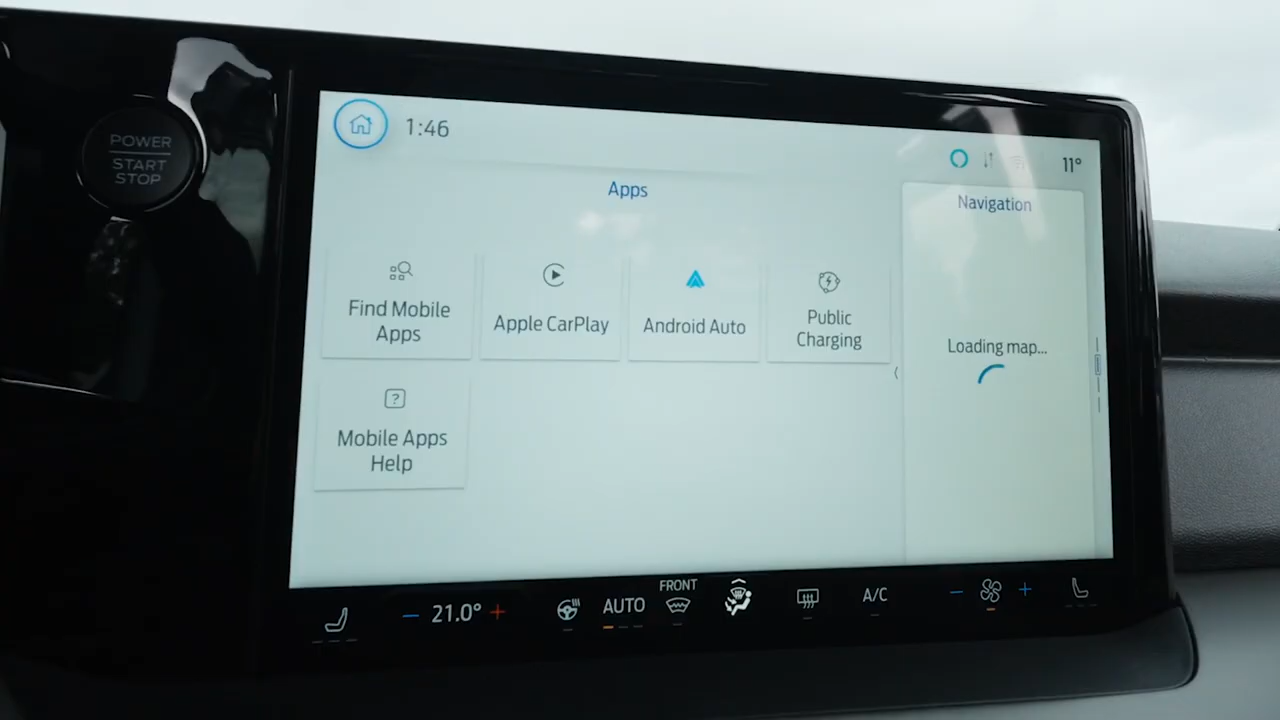 POWER
START
STOP
1:46
11°
Apps
Navigation
Find Mobile
Apps
Apple CarPlay
Android Auto
Public
Charging
Loading map...
?
Mobile Apps
Help
21.0°
AUTO
FRONT
A/C